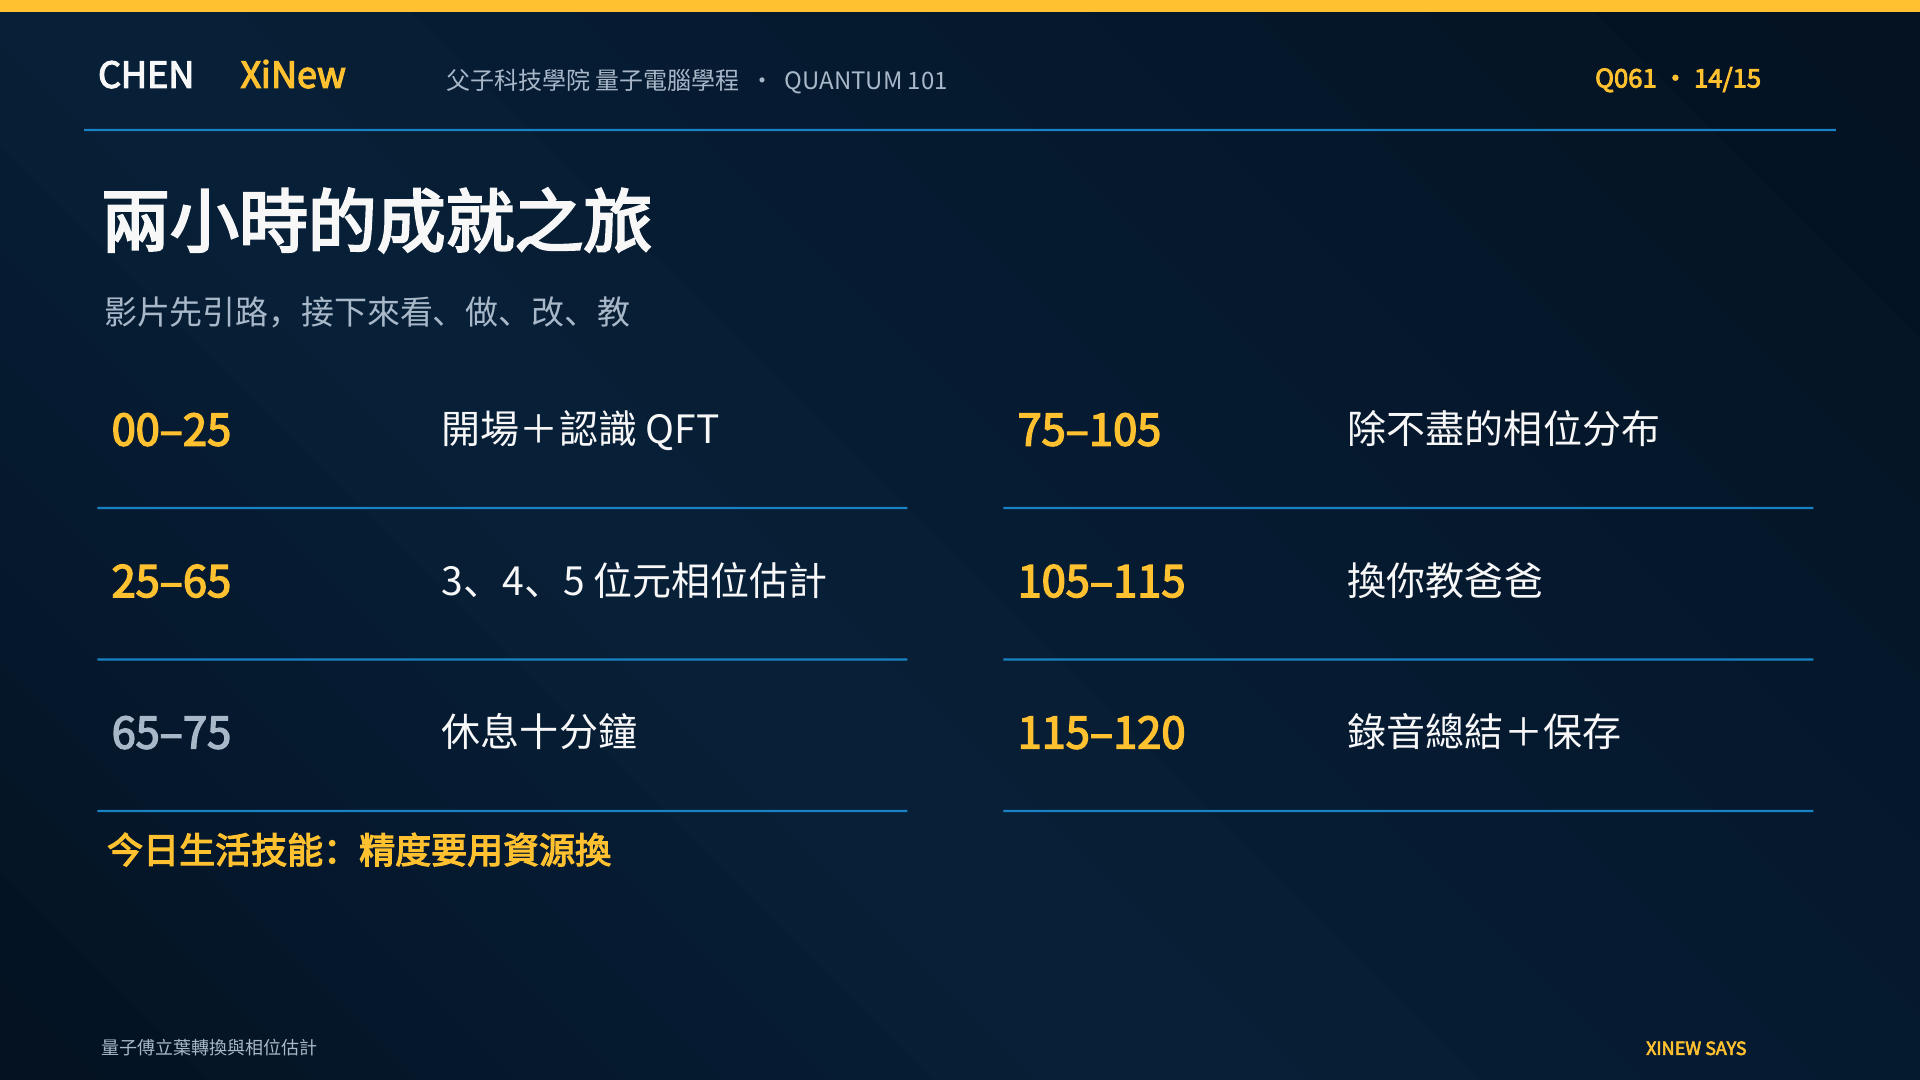 CHEN XiNew 父子科技學院 量子電腦學程 · QUANTUM 101 Q061 · 14/15
兩小時的成就之旅
影片先引路，接下來看、做、改、教
00–25 開場＋認識 QFT
25–65 3、4、5 位元相位估計
65–75 休息十分鐘
75–105 除不盡的相位分布
105–115 換你教爸爸
115–120 錄音總結＋保存
今日生活技能：精度要用資源換
量子傅立葉轉換與相位估計 XINEW SAYS